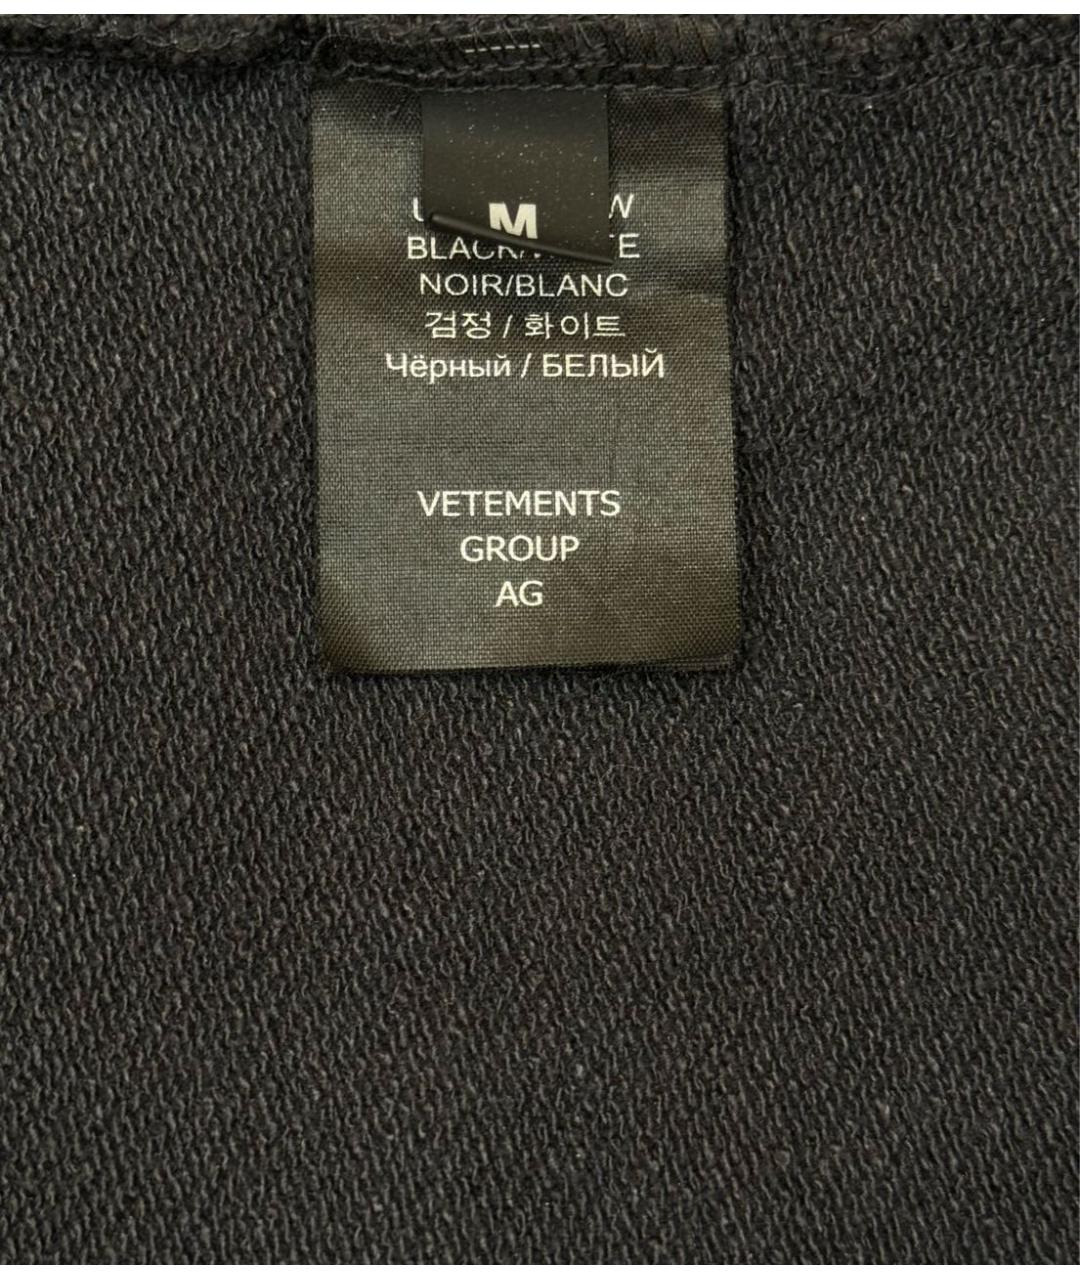 M
NOIR/BLANC
검정 / 화이트
Чёрный / БЕЛЫЙ
VETEMENTS
GROUP
AG